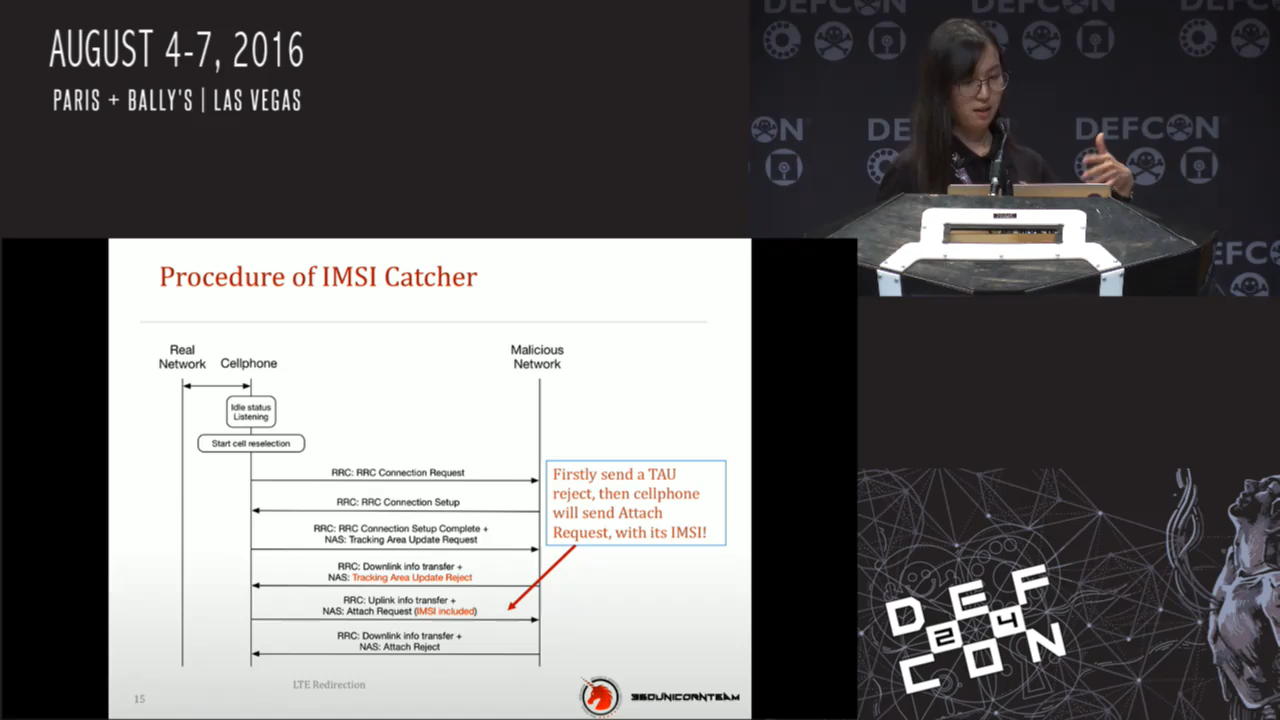 AUGUST 4-7, 2016
PARIS + BALLY'S | LAS VEGAS
DEFCON
DEFCON
DEFCON
DEFCON
Procedure of IMSI Catcher
Real
Network
Cellphone
Malicious
Network
Idle status
Listening
Start cell reselection
RRC: RRC Connection Request
RRC: RRC Connection Setup
RRC: RRC Connection Setup Complete +
NAS: Tracking Area Update Request
RRC: Downlink info transfer +
NAS: Tracking Area Update Reject
RRC: Uplink info transfer +
NAS: Attach Request (IMSI included)
RRC: Downlink info transfer +
NAS: Attach Reject
Firstly send a TAU
reject, then cellphone
will send Attach
Request, with its IMSI!
LTE Redirection
15
360UNICORNTEAM
DEF
24
CON